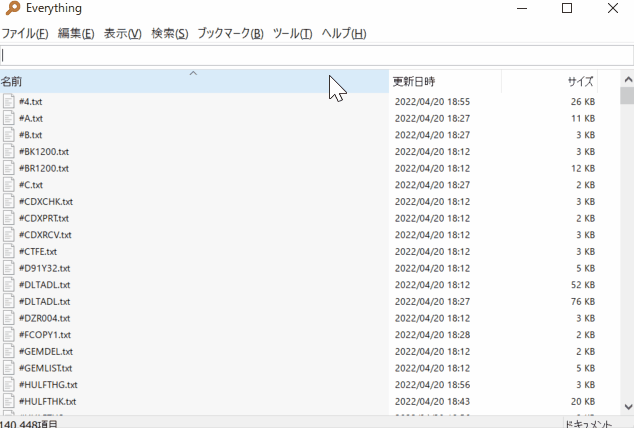 Everything
ファイル(F) 編集(E) 表示(V) 検索(S) ブックマーク(B) ツール(T) ヘルプ(H)
名前 更新日時 サイズ
#4.txt 2022/04/20 18:55 26 KB
#A.txt 2022/04/20 18:27 11 KB
#B.txt 2022/04/20 18:27 3 KB
#BK1200.txt 2022/04/20 18:12 3 KB
#BR1200.txt 2022/04/20 18:12 12 KB
#C.txt 2022/04/20 18:27 2 KB
#CDXCHK.txt 2022/04/20 18:12 3 KB
#CDXPRT.txt 2022/04/20 18:12 2 KB
#CDXRCV.txt 2022/04/20 18:12 3 KB
#CTFE.txt 2022/04/20 18:12 3 KB
#D91Y32.txt 2022/04/20 18:12 5 KB
#DLTADL.txt 2022/04/20 18:12 52 KB
#DLTADL.txt 2022/04/20 18:27 76 KB
#DZR004.txt 2022/04/20 18:12 3 KB
#FCOPY1.txt 2022/04/20 18:28 2 KB
#GEMDEL.txt 2022/04/20 18:12 2 KB
#GEMLIST.txt 2022/04/20 18:12 5 KB
#HULFTHG.txt 2022/04/20 18:56 3 KB
#HULFTHK.txt 2022/04/20 18:43 20 KB
140,448項目 ドキュメント